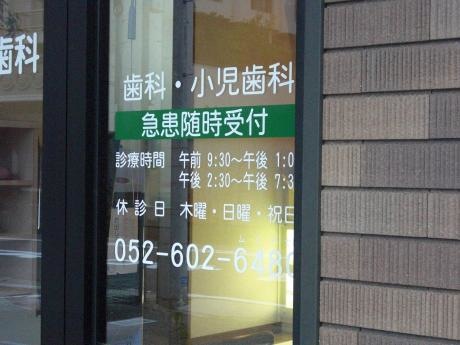 歯科
歯科・小児歯科
急患随時受付
診療時間 午前 9:30〜午後 1:0
午後 2:30〜午後 7:3
休診日 木曜・日曜・祝日
052-602-648